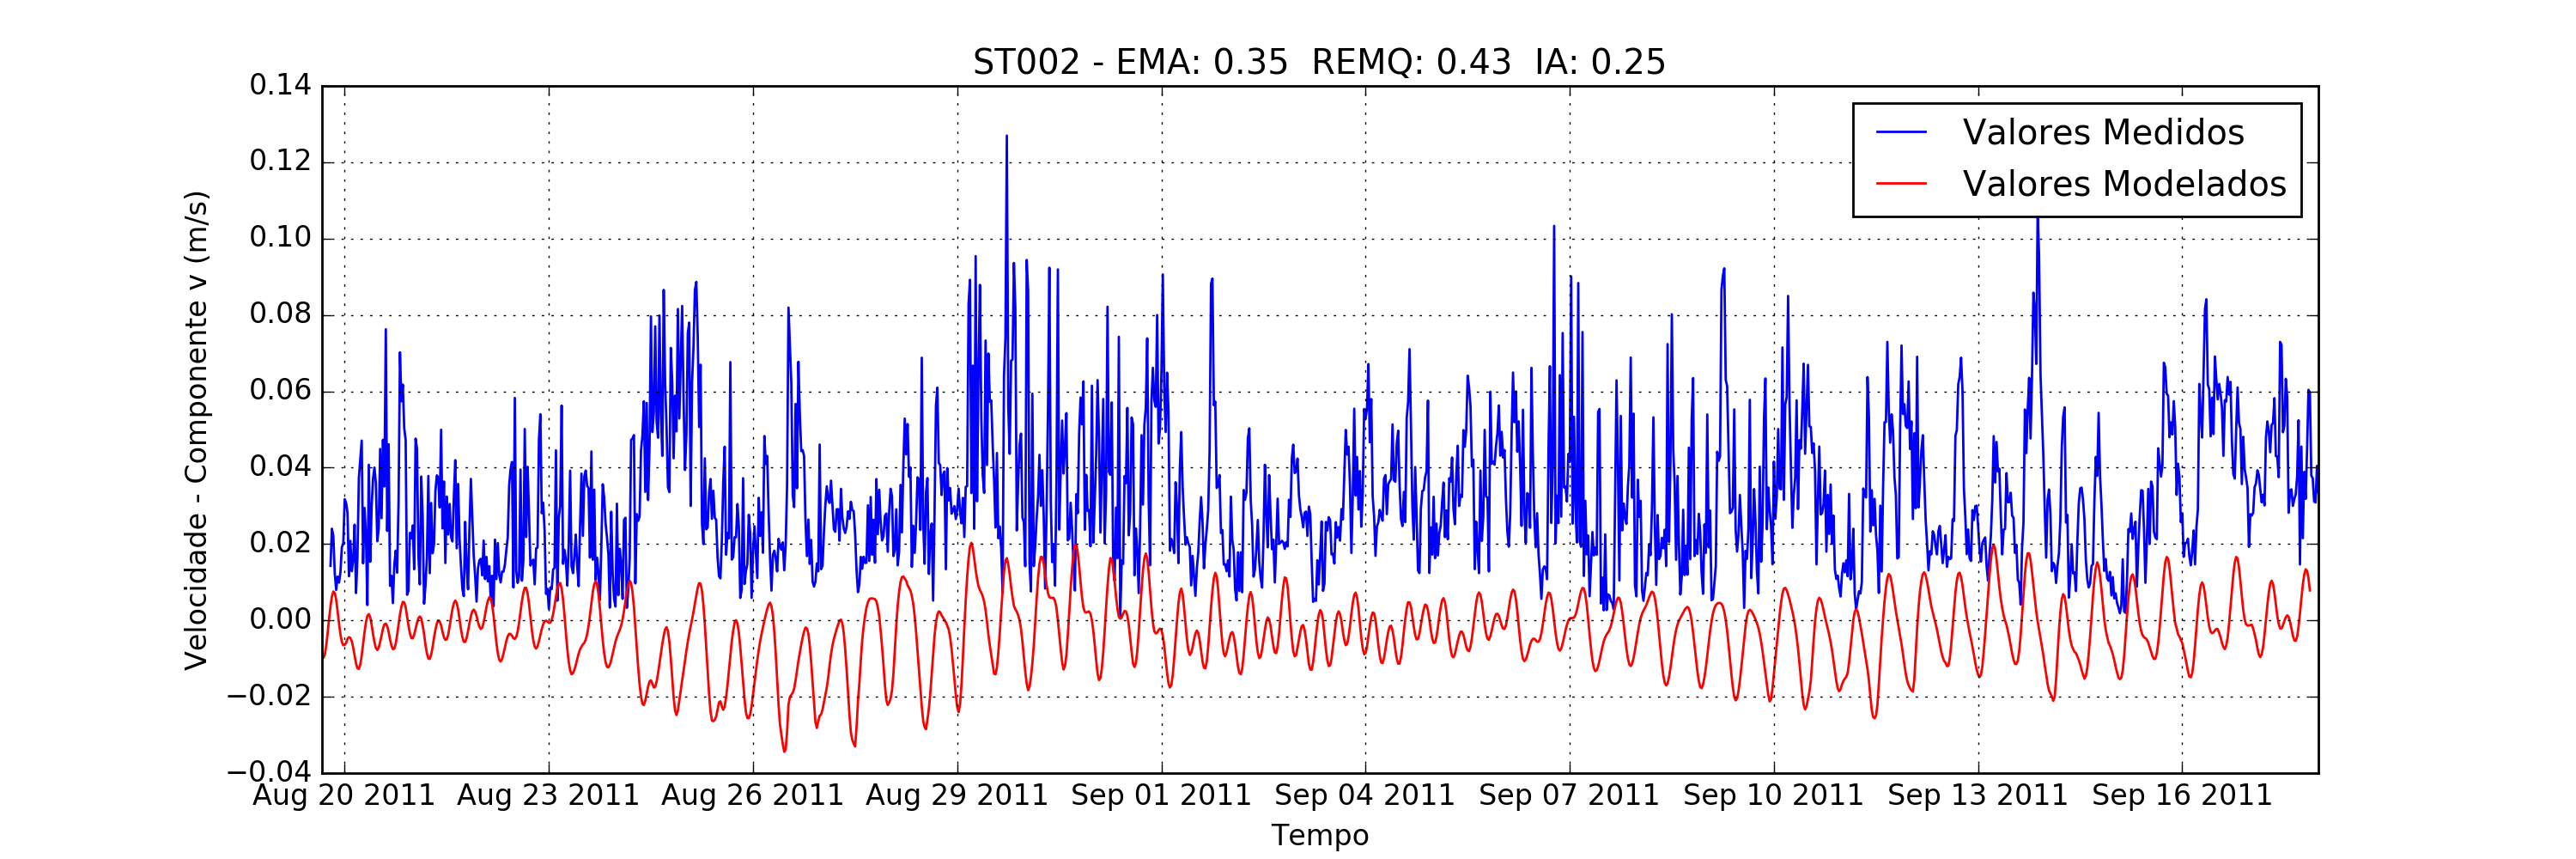 ST002 - EMA: 0.35  REMQ: 0.43  IA: 0.25
Valores Medidos
Valores Modelados
Velocidade - Componente v (m/s)
0.14
0.12
0.10
0.08
0.06
0.04
0.02
0.00
−0.02
−0.04
Aug 20 2011 Aug 23 2011 Aug 26 2011 Aug 29 2011 Sep 01 2011 Sep 04 2011 Sep 07 2011 Sep 10 2011 Sep 13 2011 Sep 16 2011
Tempo